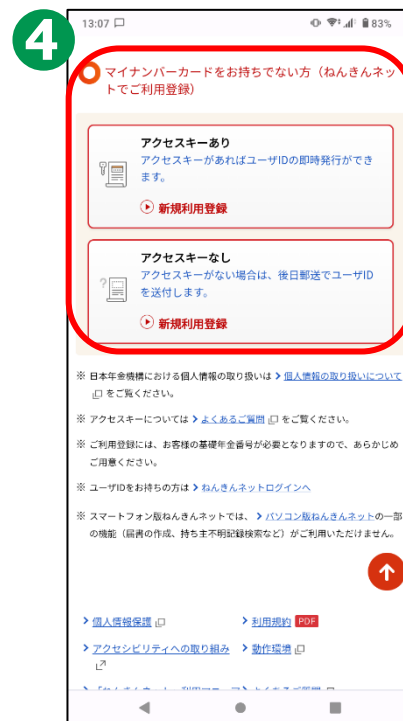 4
13:07 83%
マイナンバーカードをお持ちでない方（ねんきんネッ
トでご利用登録）
アクセスキーあり
アクセスキーがあればユーザIDの即時発行ができ
ます。
新規利用登録
アクセスキーなし
アクセスキーがない場合は、後日郵送でユーザID
を送付します。
新規利用登録
※ 日本年金機構における個人情報の取り扱いは 個人情報の取り扱いについて
をご覧ください。
※ アクセスキーについては よくあるご質問 をご覧ください。
※ ご利用登録には、お客様の基礎年金番号が必要となりますので、あらかじめ
ご用意ください。
※ ユーザIDをお持ちの方は ねんきんネットログインへ
※ スマートフォン版ねんきんネットでは、 パソコン版ねんきんネットの一部
の機能（届書の作成、持ち主不明記録検索など）がご利用いただけません。
個人情報保護 利用規約 PDF
アクセシビリティへの取り組み 動作環境